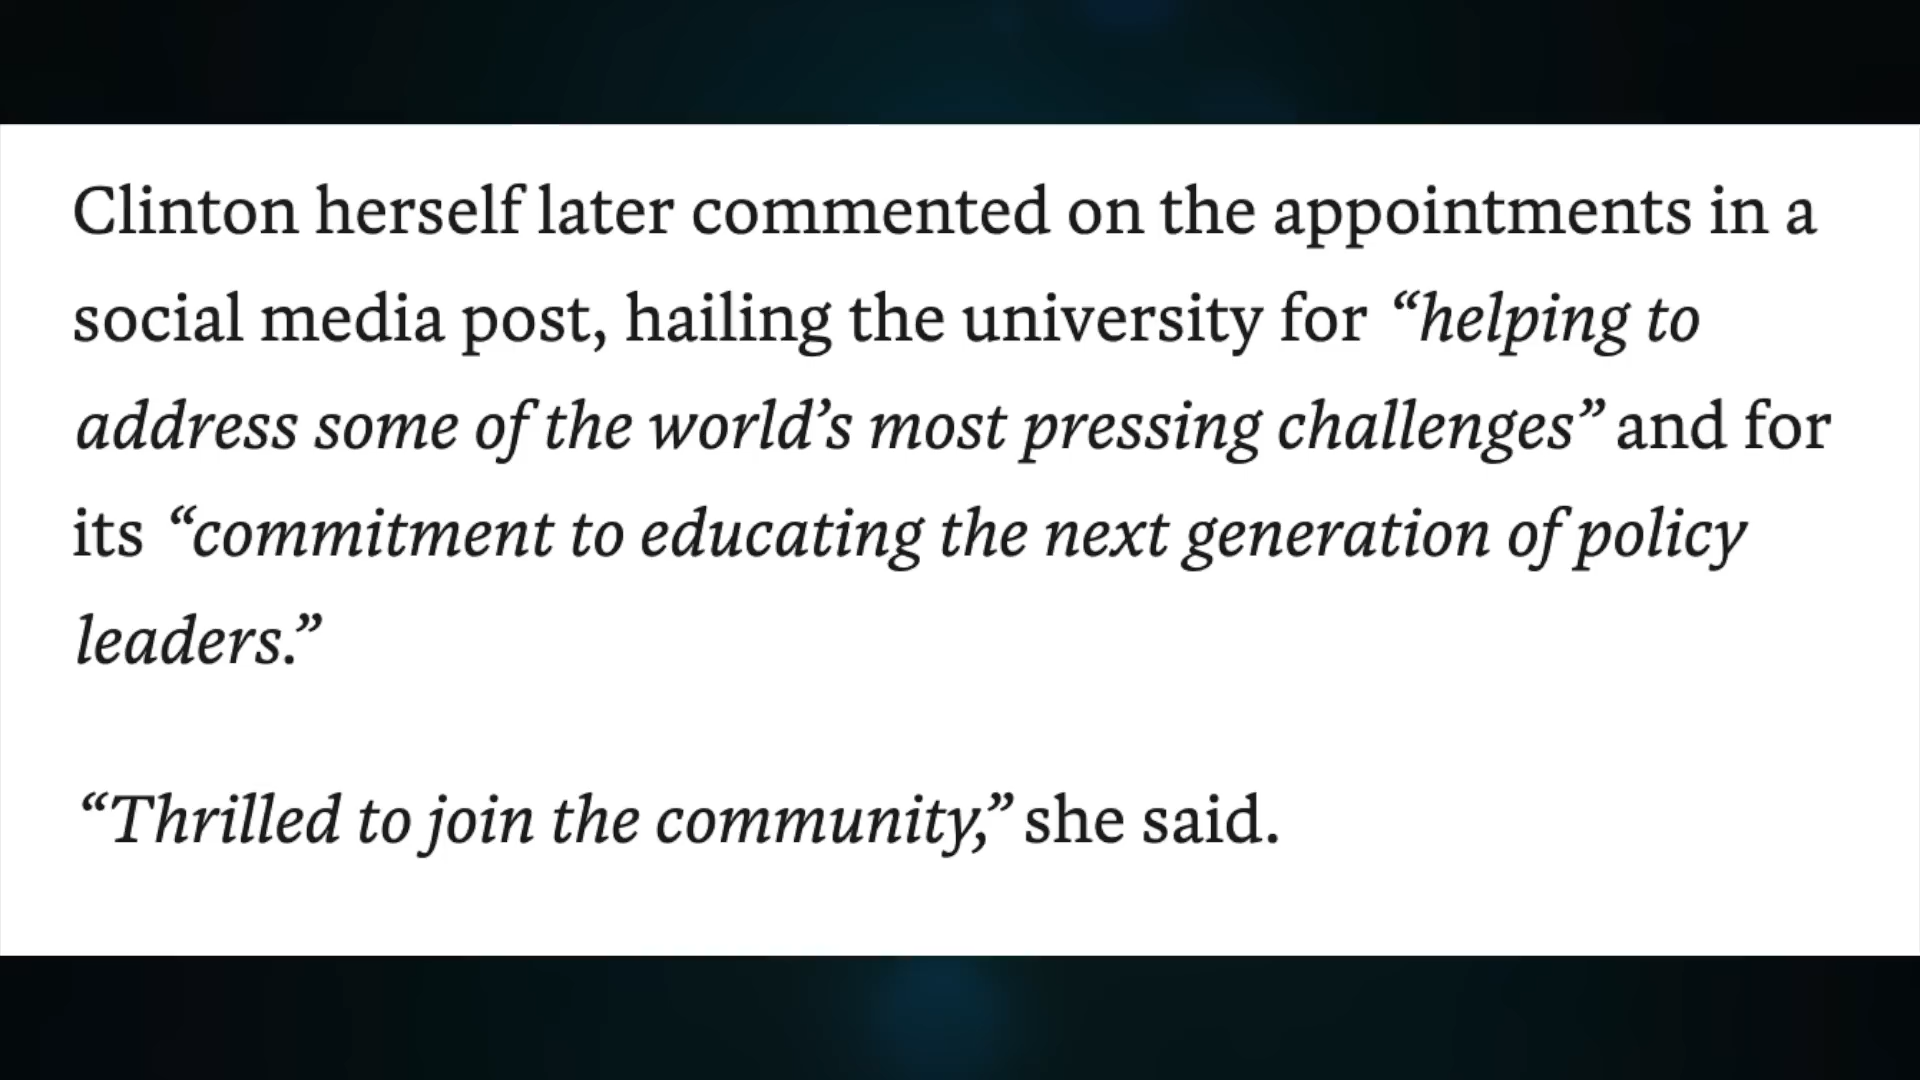 Clinton herself later commented on the appointments in a
social media post, hailing the university for “helping to
address some of the world’s most pressing challenges” and for
its “commitment to educating the next generation of policy
leaders.”
“Thrilled to join the community,” she said.